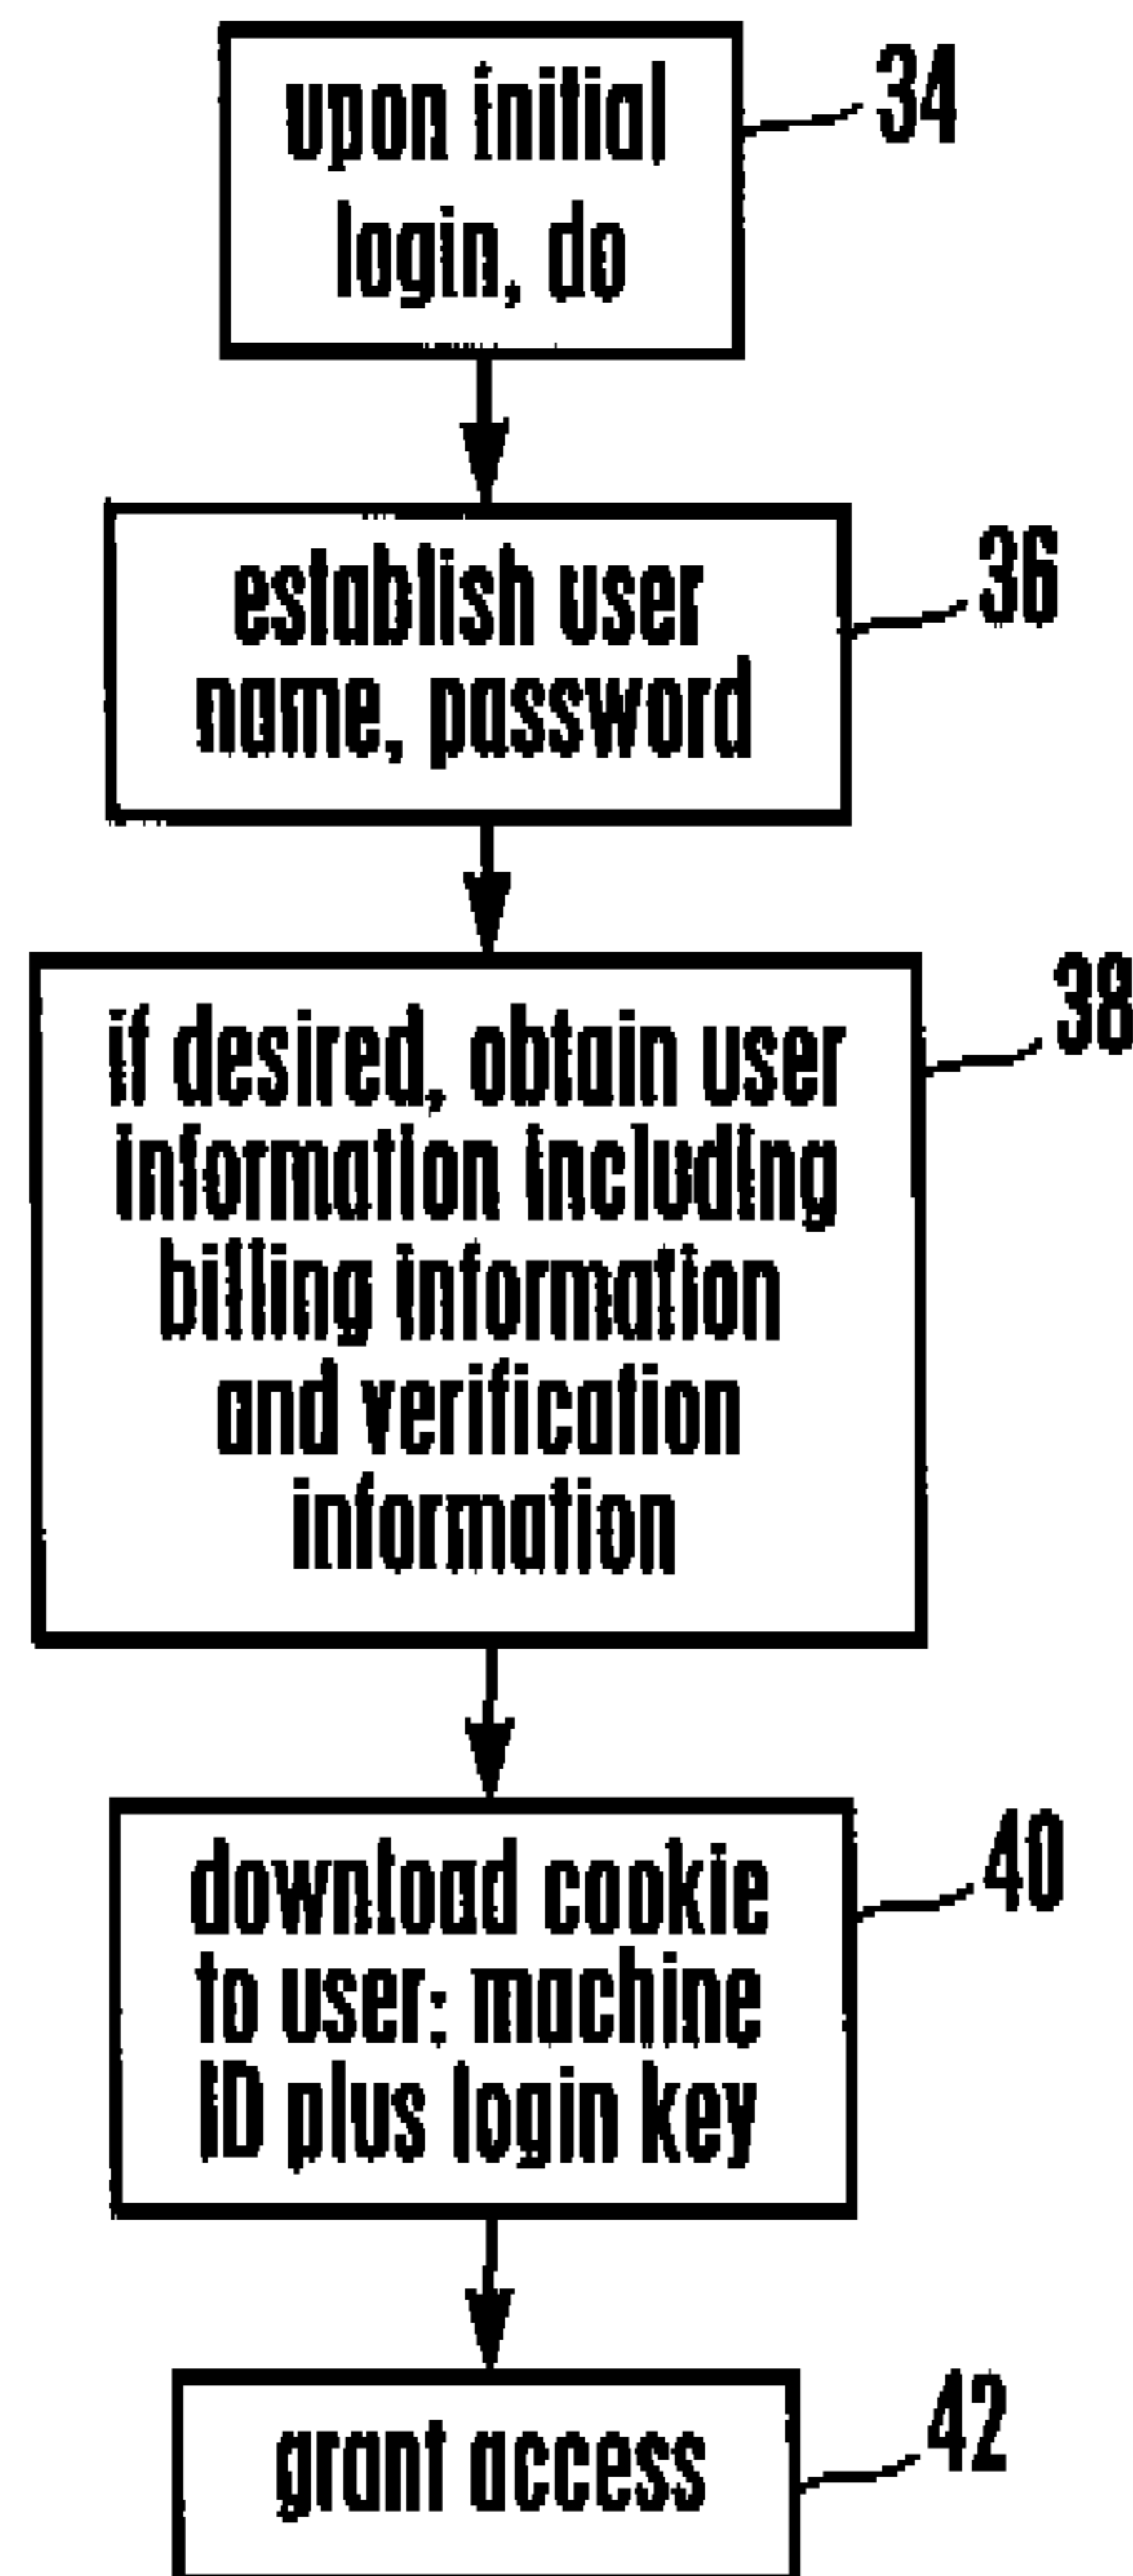 upon initial
34
login, do
establish user
36
name, password
if desired, obtain user
38
information including
billing information
and verification
information
download cookie
40
to user: machine
ID plus login key
grant access
42